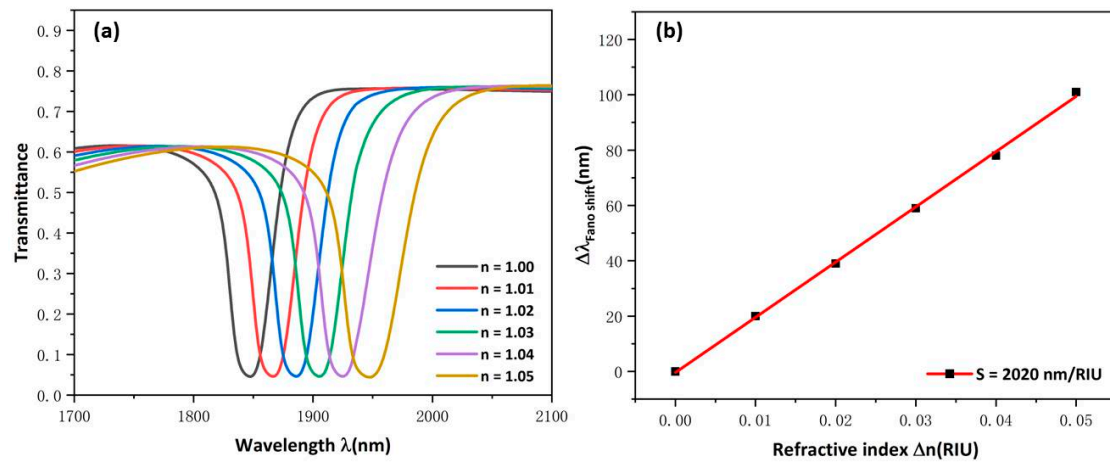 (a)
Transmittance
0.9
0.8
0.7
0.6
0.5
0.4
0.3
0.2
0.1
0.0
n = 1.00
n = 1.01
n = 1.02
n = 1.03
n = 1.04
n = 1.05
1700
1800
1900
2000
2100
Wavelength λ(nm)
(b)
Δλ_Fano shift(nm)
120
100
80
60
40
20
0
S = 2020 nm/RIU
0.00
0.01
0.02
0.03
0.04
0.05
Refractive index Δn(RIU)